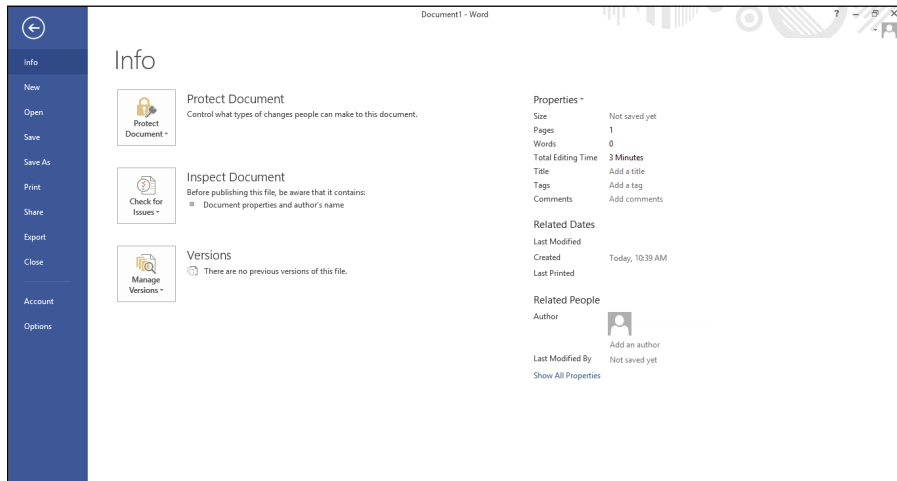 Document1 - Word
?
Info
New
Open
Save
Save As
Print
Share
Export
Close
Account
Options
Info
Protect Document
Protect Document
Control what types of changes people can make to this document.
Check for Issues
Inspect Document
Before publishing this file, be aware that it contains:
Document properties and author's name
Manage Versions
Versions
There are no previous versions of this file.
Properties
Size Not saved yet
Pages 1
Words 0
Total Editing Time 3 Minutes
Title Add a title
Tags Add a tag
Comments Add comments
Related Dates
Last Modified
Created Today, 10:39 AM
Last Printed
Related People
Author
Add an author
Last Modified By Not saved yet
Show All Properties